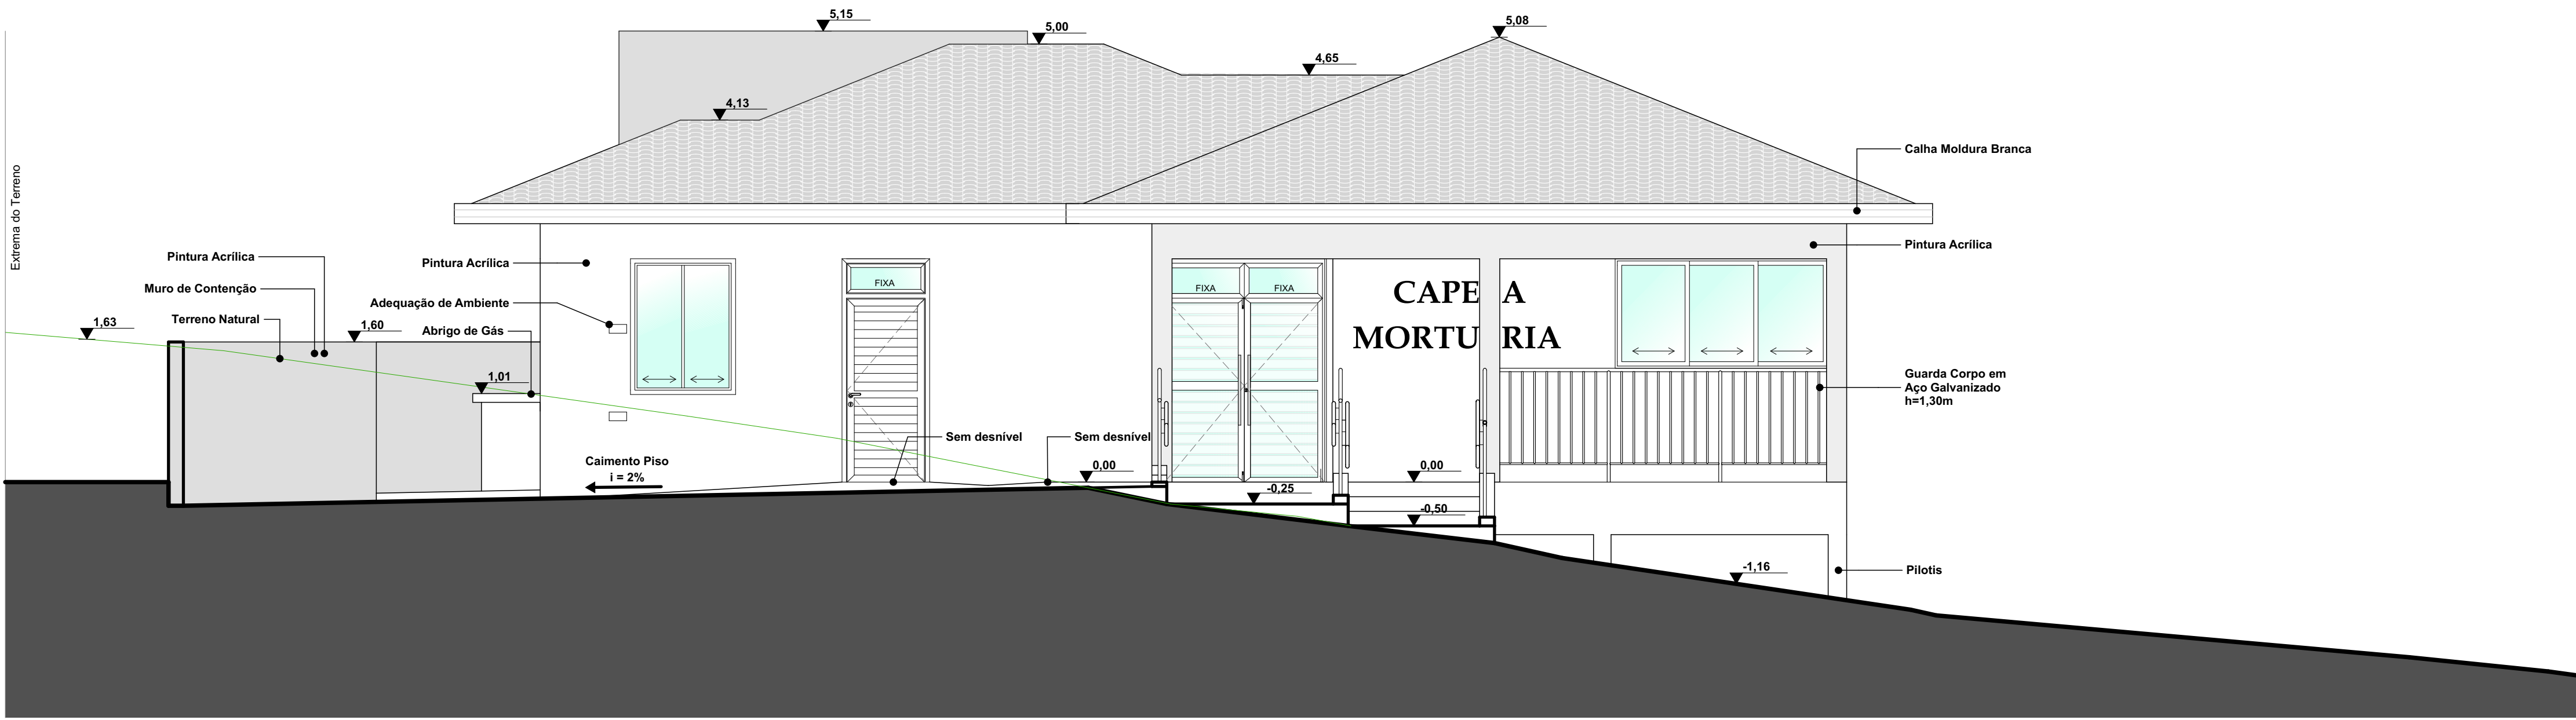 5,15
5,00
5,08
4,65
4,13
Calha Moldura Branca
Extrema do Terreno
Pintura Acrílica
Pintura Acrílica
Pintura Acrílica
Muro de Contenção
Adequação de Ambiente
Terreno Natural
Abrigo de Gás
1,63
1,60
1,01
FIXA
FIXA
FIXA
CAPE A
MORTU RIA
Guarda Corpo em
Aço Galvanizado
h=1,30m
Sem desnível
Sem desnível
Caimento Piso
i = 2%
0,00
0,00
-0,25
-0,50
-1,16
Pilotis